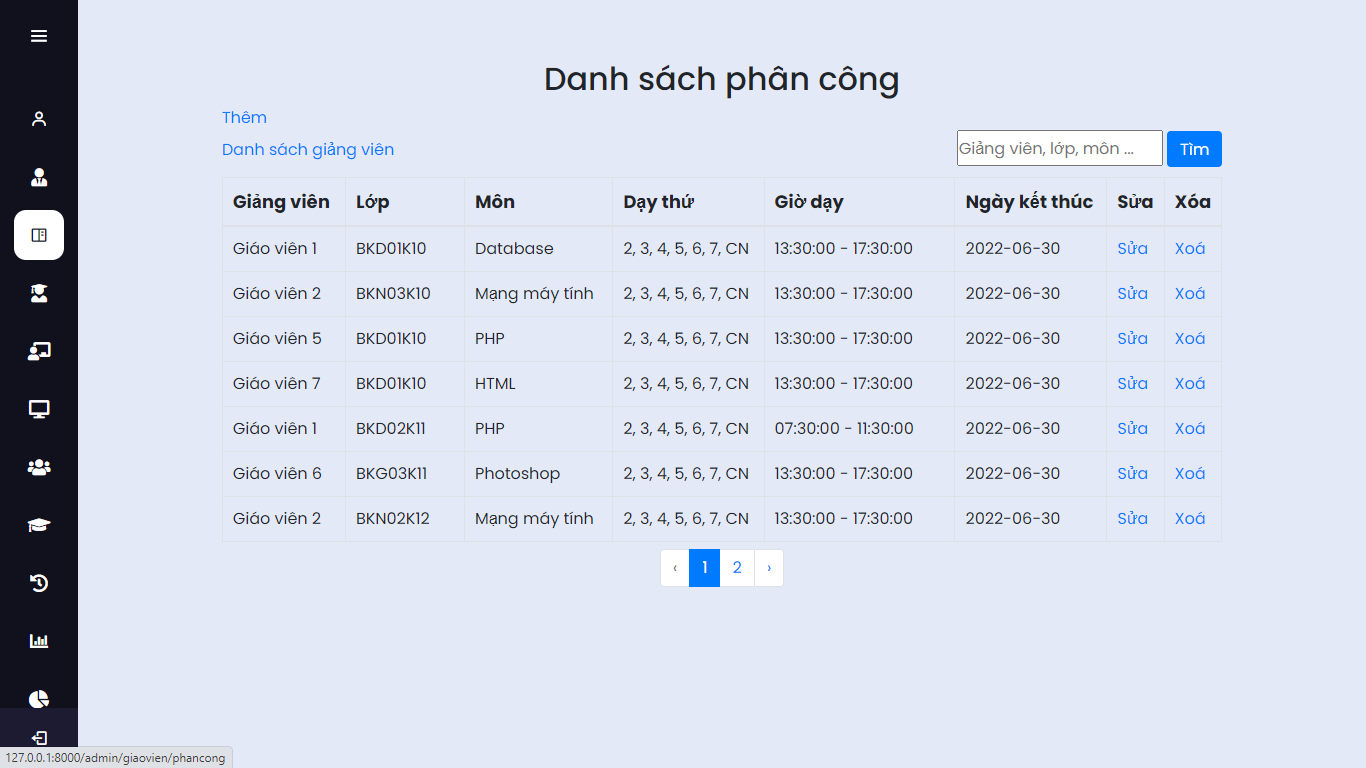 Danh sách phân công
Thêm
Danh sách giảng viên
Giảng viên, lớp, môn ... Tìm
Giảng viên Lớp Môn Dạy thứ Giờ dạy Ngày kết thúc Sửa Xóa
Giáo viên 1 BKD01K10 Database 2, 3, 4, 5, 6, 7, CN 13:30:00 - 17:30:00 2022-06-30 Sửa Xoá
Giáo viên 2 BKN03K10 Mạng máy tính 2, 3, 4, 5, 6, 7, CN 13:30:00 - 17:30:00 2022-06-30 Sửa Xoá
Giáo viên 5 BKD01K10 PHP 2, 3, 4, 5, 6, 7, CN 13:30:00 - 17:30:00 2022-06-30 Sửa Xoá
Giáo viên 7 BKD01K10 HTML 2, 3, 4, 5, 6, 7, CN 13:30:00 - 17:30:00 2022-06-30 Sửa Xoá
Giáo viên 1 BKD02K11 PHP 2, 3, 4, 5, 6, 7, CN 07:30:00 - 11:30:00 2022-06-30 Sửa Xoá
Giáo viên 6 BKG03K11 Photoshop 2, 3, 4, 5, 6, 7, CN 13:30:00 - 17:30:00 2022-06-30 Sửa Xoá
Giáo viên 2 BKN02K12 Mạng máy tính 2, 3, 4, 5, 6, 7, CN 13:30:00 - 17:30:00 2022-06-30 Sửa Xoá
‹ 1 2 ›
127.0.0.1:8000/admin/giaovien/phancong